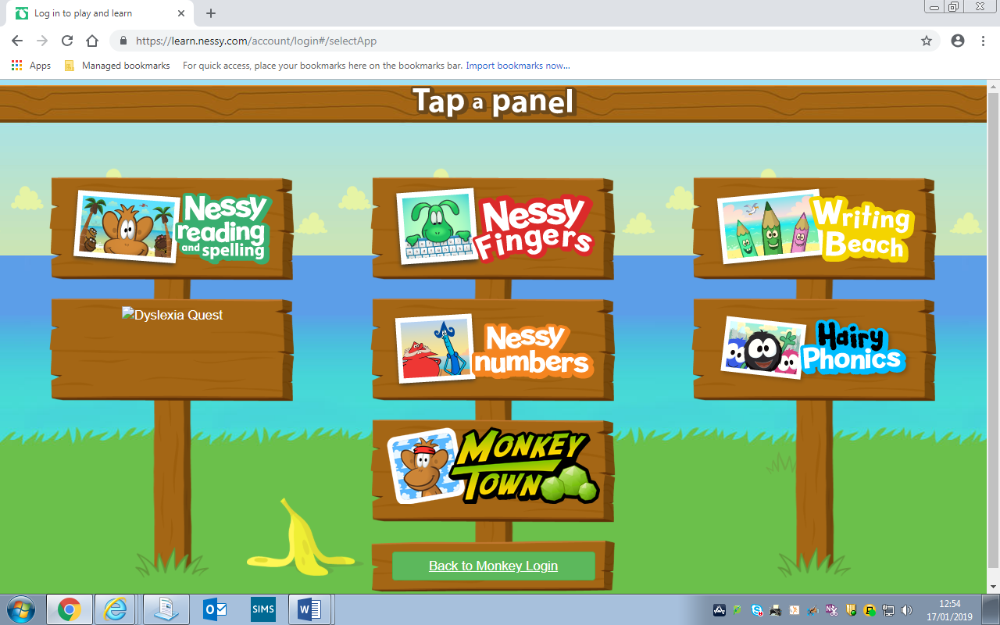 Log in to play and learn
https://learn.nessy.com/account/login#/selectApp
Apps
Managed bookmarks
For quick access, place your bookmarks here on the bookmarks bar. Import bookmarks now...
Tap a panel
Nessy
reading
and spelling
Nessy
Fingers
Writing
Beach
Dyslexia Quest
Nessy
numbers
Hairy
Phonics
Monkey
Town
Back to Monkey Login
SIMS
12:54
17/01/2019